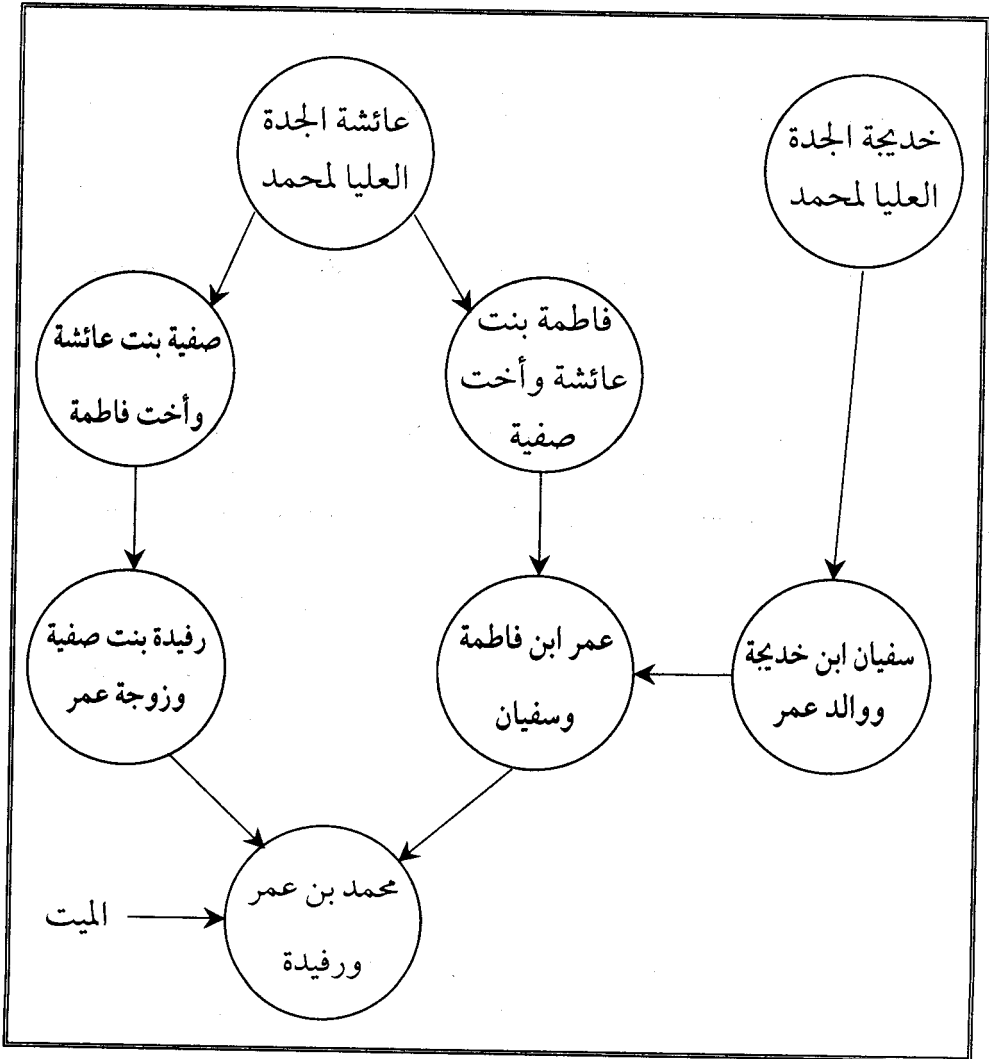 خديجة الجدة
العليا لمحمد
عائشة الجدة
العليا لمحمد
فاطمة بنت
عائشة وأخت
صفية
صفية بنت عائشة
وأخت فاطمة
سفيان ابن خديجة
ووالد عمر
عمر ابن فاطمة
وسفيان
رفيدة بنت صفية
وزوجة عمر
محمد بن عمر
ورفيدة
الميت